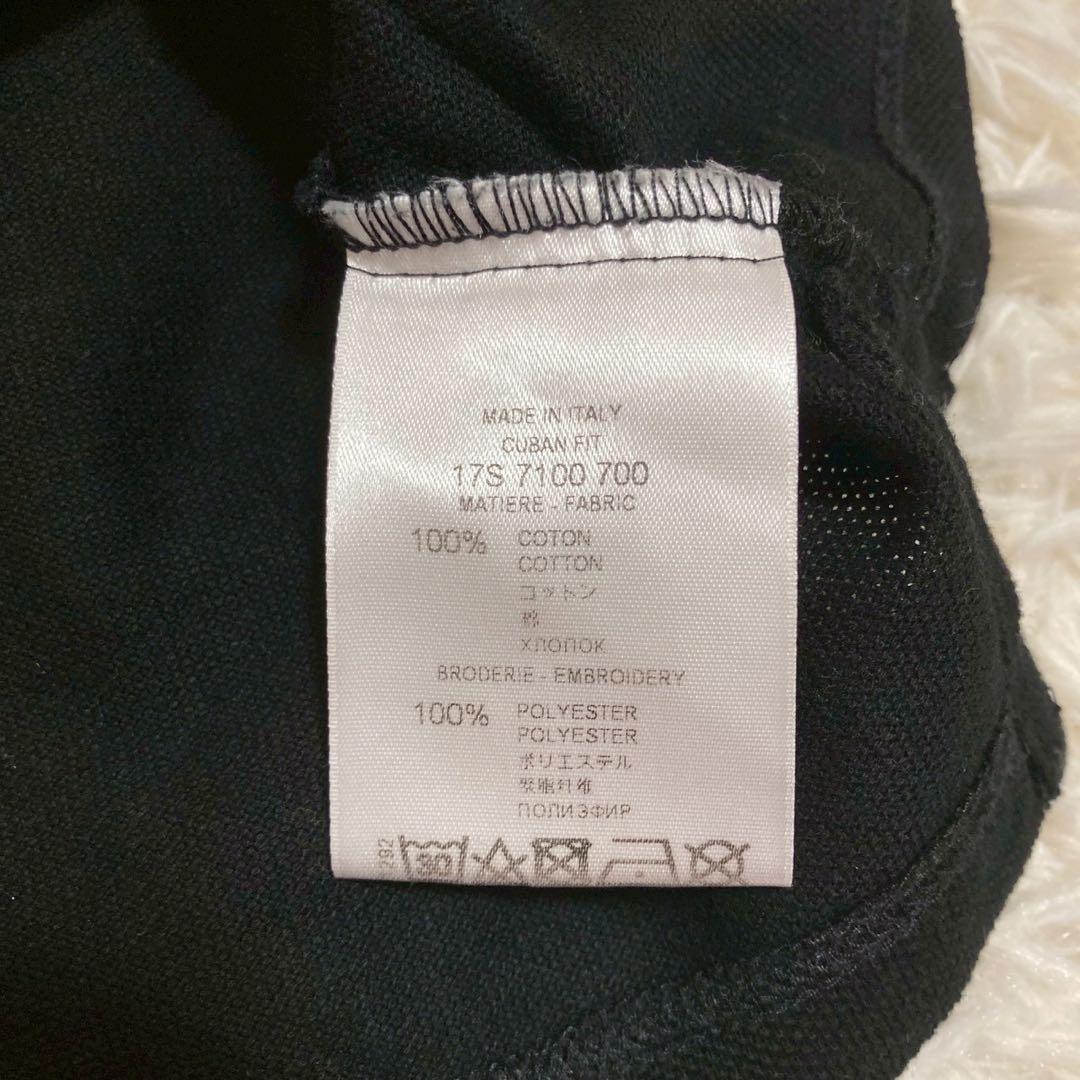 MADE IN ITALY
CUBAN FIT
17S 7100 700
MATIERE - FABRIC
100% COTON
COTTON
コットン
棉
ХЛОПОК
BRODERIE - EMBROIDERY
100% POLYESTER
POLYESTER
ポリエステル
聚酯纤维
ПОЛИЭФИР
30